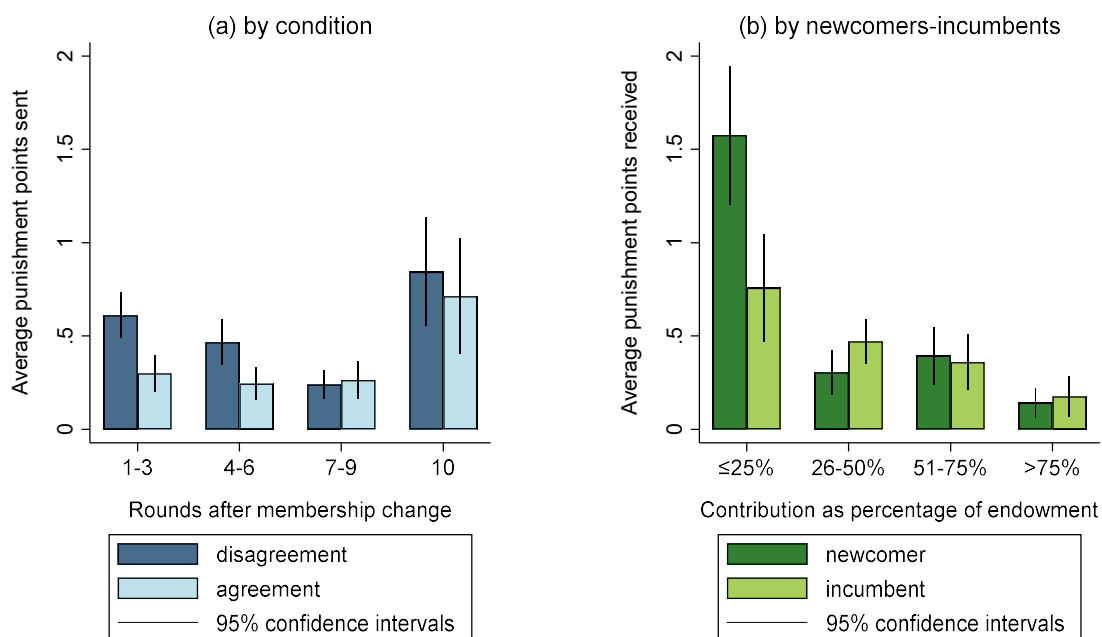 (a) by condition
Average punishment points sent
2
1.5
1
.5
0
1-3 4-6 7-9 10
Rounds after membership change
disagreement
agreement
95% confidence intervals
(b) by newcomers-incumbents
Average punishment points received
2
1.5
1
.5
0
≤25% 26-50% 51-75% >75%
Contribution as percentage of endowment
newcomer
incumbent
95% confidence intervals